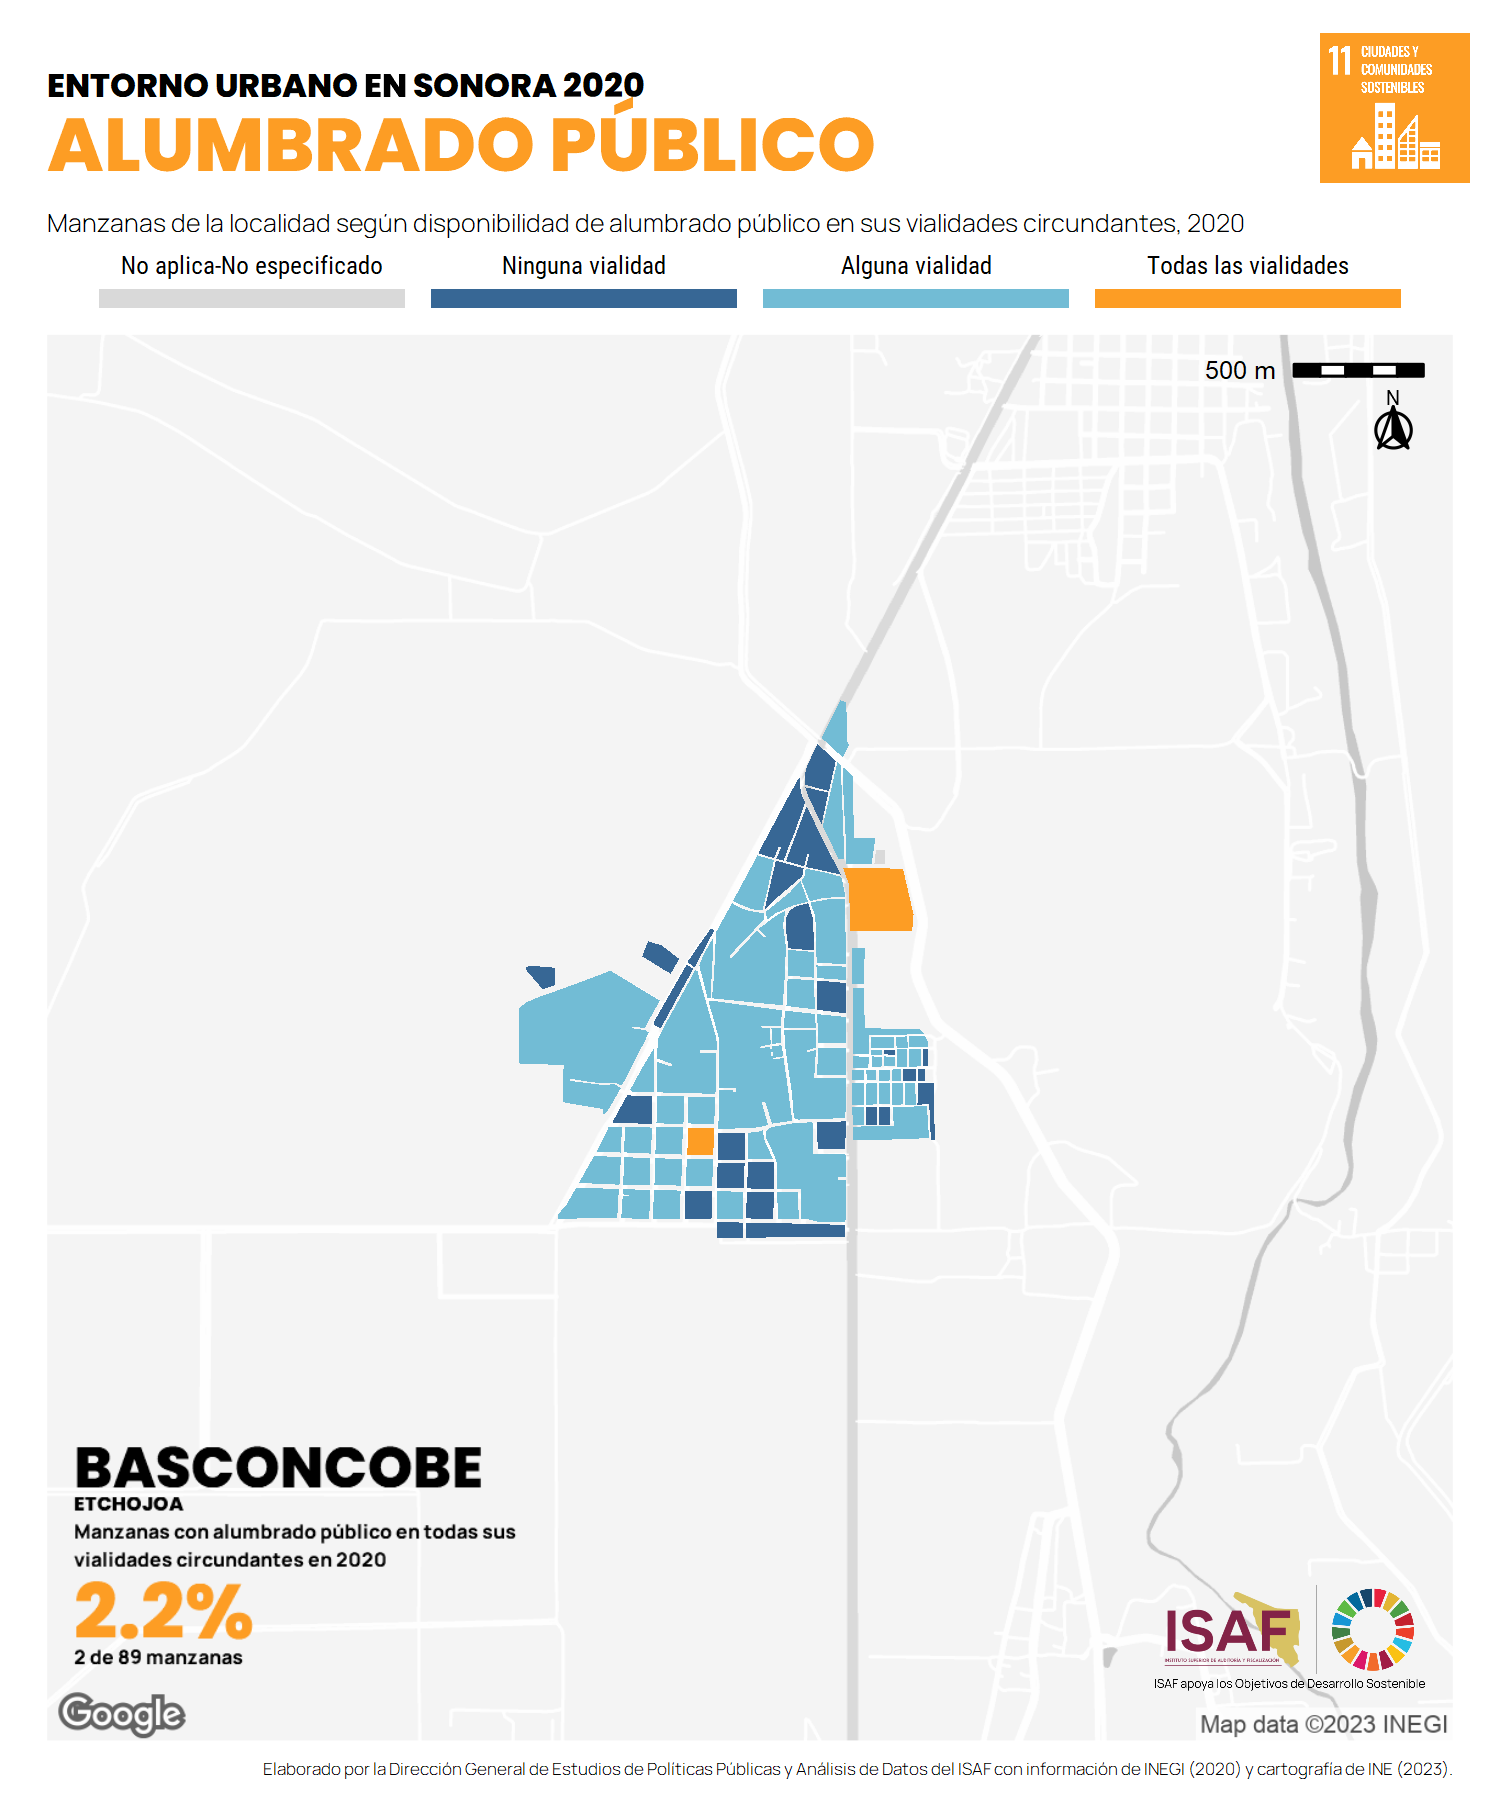 ENTORNO URBANO EN SONORA 2020
ALUMBRADO PÚBLICO
11 CIUDADES Y
COMUNIDADES
SOSTENIBLES
Manzanas de la localidad según disponibilidad de alumbrado público en sus vialidades circundantes, 2020
No aplica-No especificado
Ninguna vialidad
Alguna vialidad
Todas las vialidades
500 m
N
BASCONCOBE
ETCHOJOA
Manzanas con alumbrado público en todas sus
vialidades circundantes en 2020
2.2%
2 de 89 manzanas
ISAF
INSTITUTO SUPERIOR DE AUDITORÍA Y FISCALIZACIÓN
ISAF apoya los Objetivos de Desarrollo Sostenible
Google
Map data ©2023 INEGI
Elaborado por la Dirección General de Estudios de Políticas Públicas y Análisis de Datos del ISAF con información de INEGI (2020) y cartografía de INE (2023).